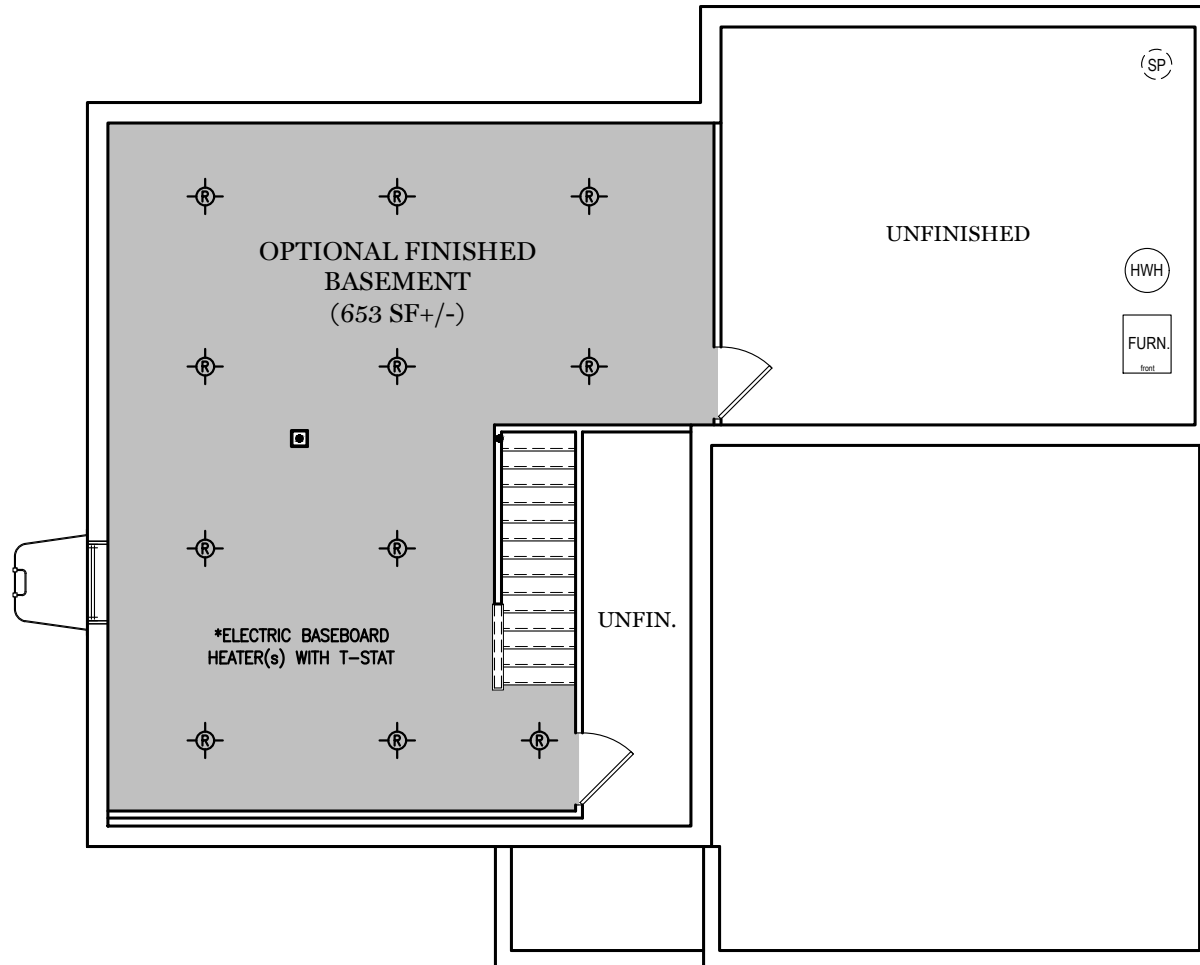 SP
UNFINISHED
OPTIONAL FINISHED
BASEMENT
(653 SF+/-)
HWH
FURN.
front
R
R
R
R
R
R
R
R
UNFIN.
*ELECTRIC BASEBOARD
HEATER(s) WITH T-STAT
R
R
R